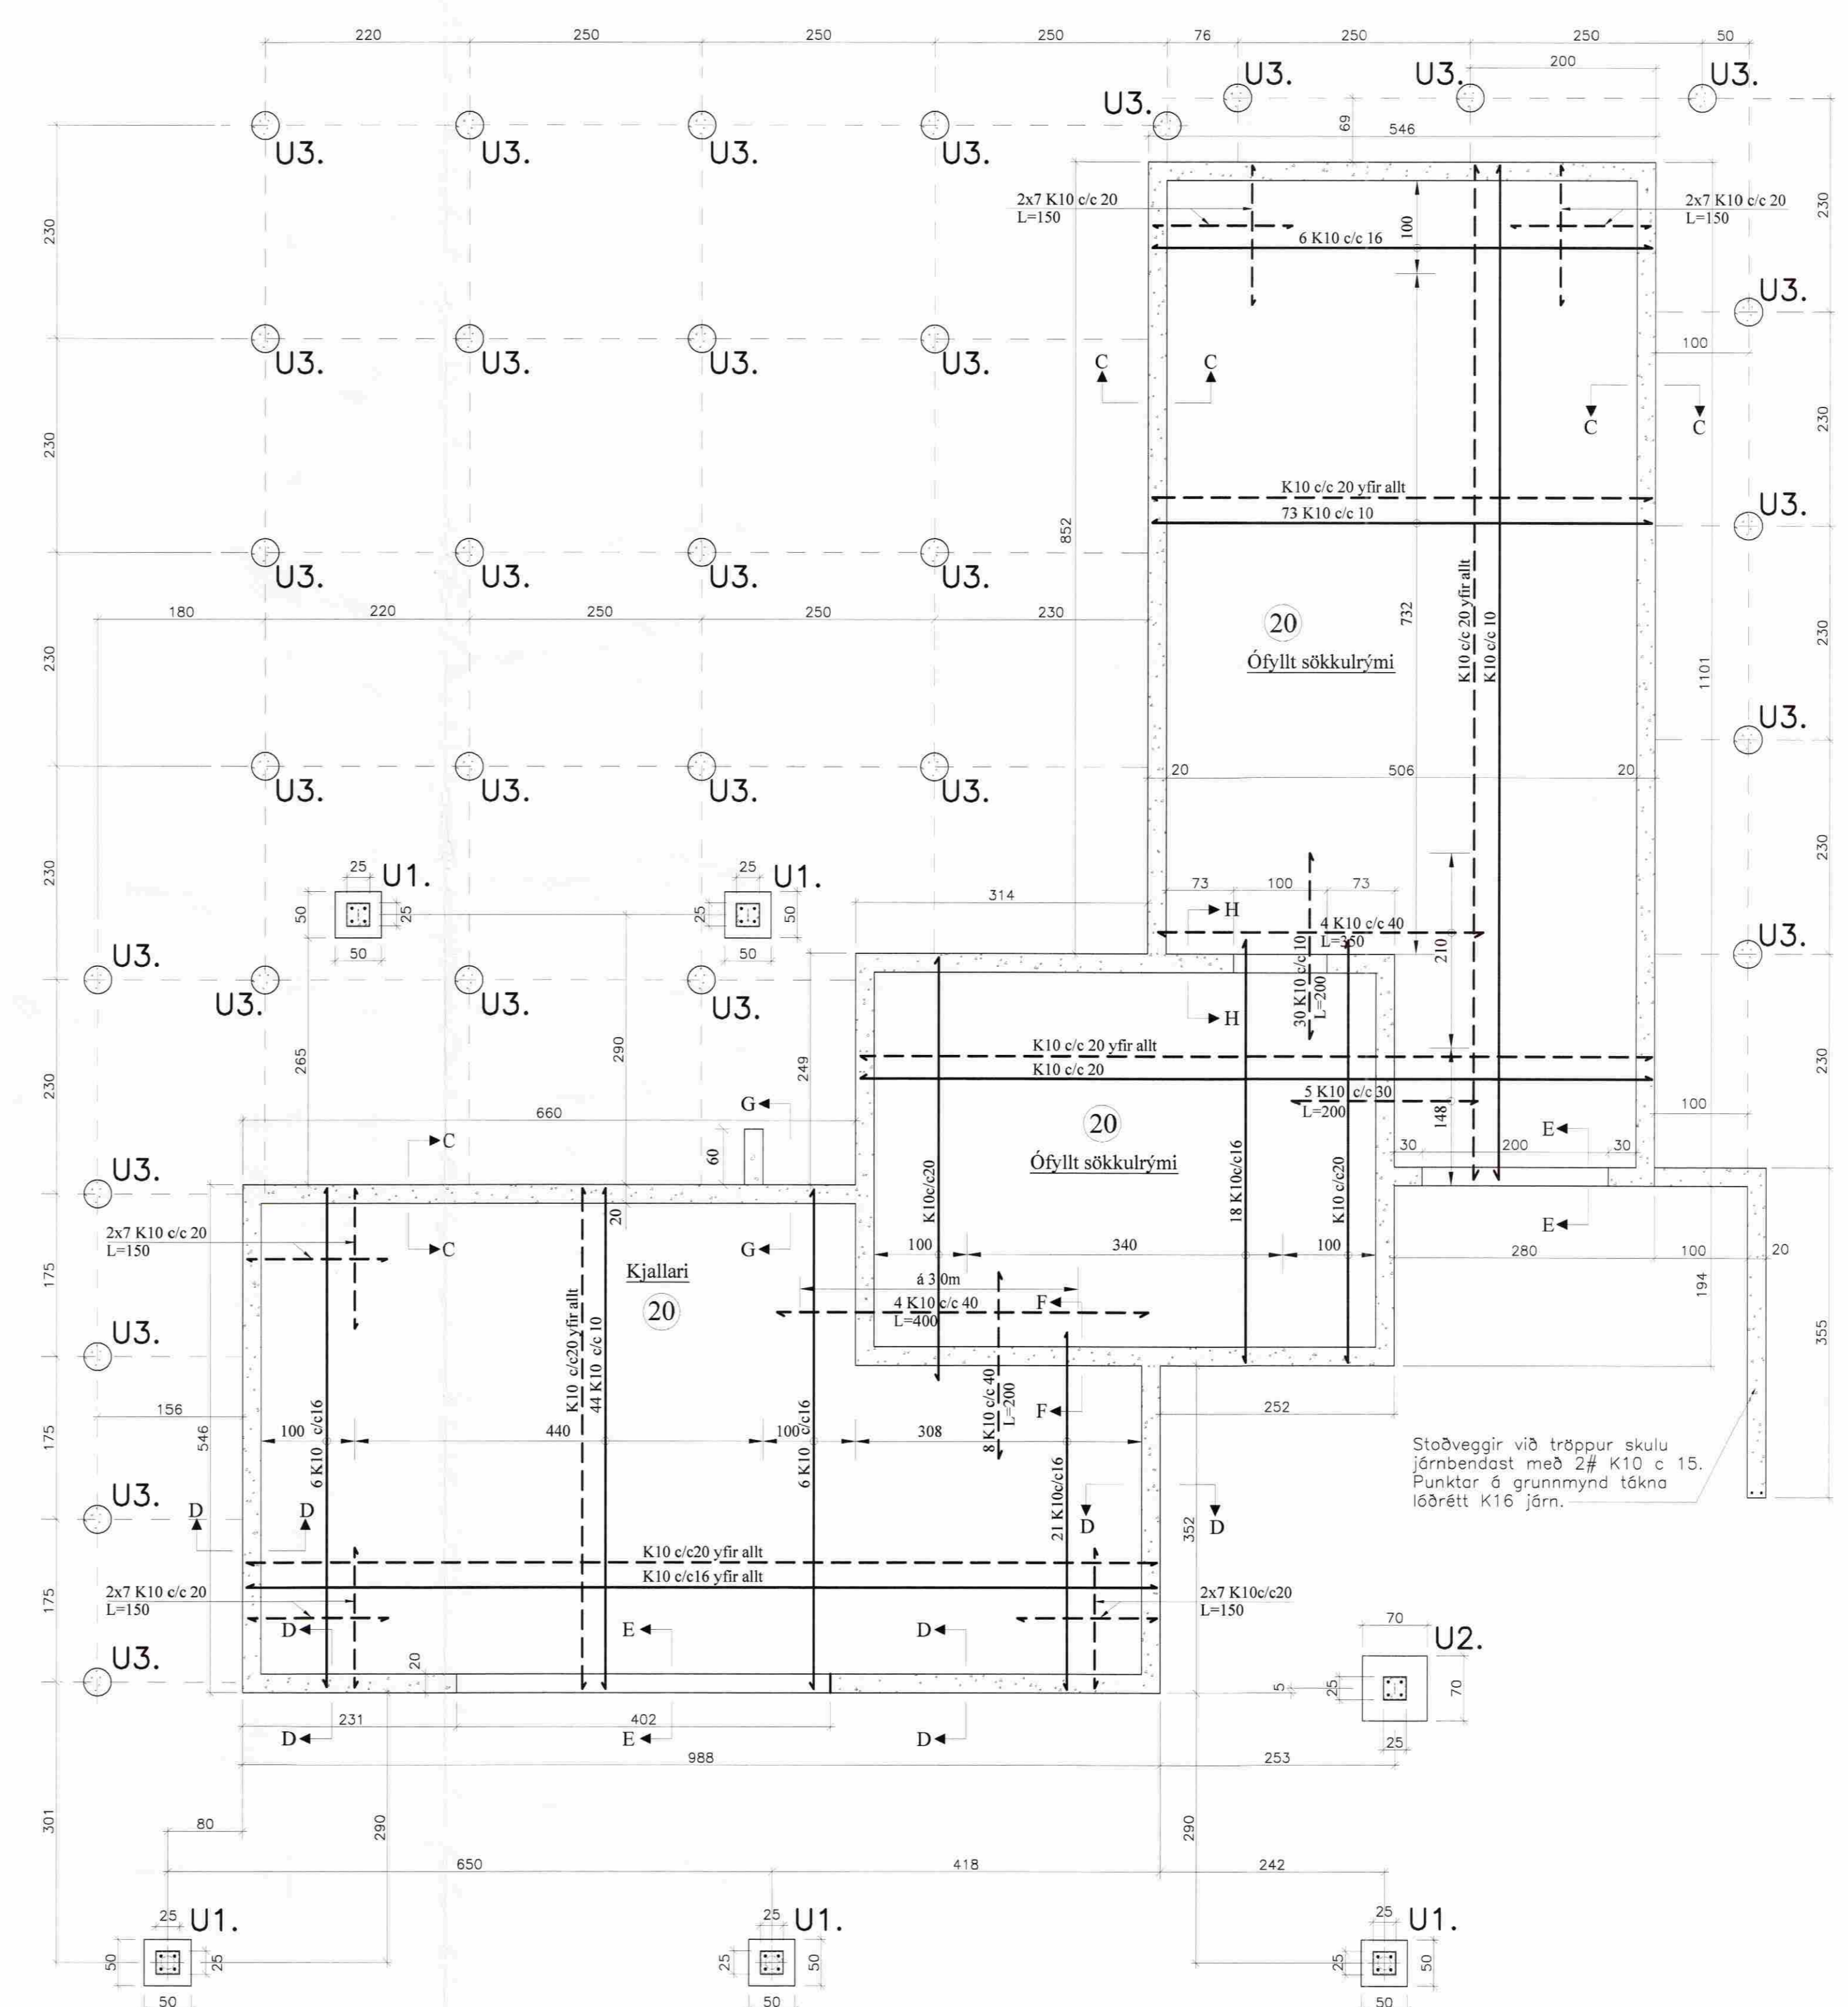 220 250 250 250 76 250 250 50
200
U3. U3. U3.
U3.
U3. U3. U3. U3.
69 546
2x7 K10 c/c 20
L=150
2x7 K10 c/c 20
L=150
230 100 230
6 K10 c/c 16
U3.
U3. U3. U3. U3.
100
C C
C C
230 230
K10 c/c 20 yfir allt
73 K10 c/c 10
U3.
852
U3. U3. U3. U3.
180 220 250 250 230
20
Ófyllt sökkulrými
732
K10 c/c 20 yfir allt
K10 c/c 10
230 230
1101
U3.
U3. U3. U3. U3.
20 506 20
230 230
25 U1. 25 U1.
50 25 25 50
50 50
314
73 100 73
H
4 K10 c/c 40
L=350
210
30 K10 c/c 10
L=200
U3.
U3.
U3. U3. U3.
H
265 290 249
K10 c/c 20 yfir allt
K10 c/c 20
230 230
5 K10 c/c 30
L=200
148
G
660
20
Ófyllt sökkulrými
100
E
C
60
30 200 30
U3.
K10c/c20
18 K10c/c16
K10 c/c20
20
E
2x7 K10 c/c 20
L=150
C G
100 340 100
280 100 20
Kjallari
20
á 3.0m
4 K10 c/c 40
L=400
F
194
175
355
U3.
K10 c/c20 yfir allt
44 K10 c/c 10
6 K10 c/c16
6 K10 c/c16
8 K10 c/c 40
L=200
F
156
546
252
100 440 100 308
175
Stoðveggir við tröppur skulu
járnbendast með 2# K10 c 15.
Punktar á grunnmynd tákna
lóðrétt K16 járn.
U3.
D D
21 K10c/c16
D D
352
K10 c/c20 yfir allt
K10 c/c16 yfir allt
175
2x7 K10 c/c 20
L=150
2x7 K10c/c20
L=150
D E D
70
U2.
U3.
20
5 25 70
231 402
25
D E D
988 253
301
80
290 290
650 418 242
25 U1. 25 U1. 25 U1.
50 25 25 50 25 50
50 50 50